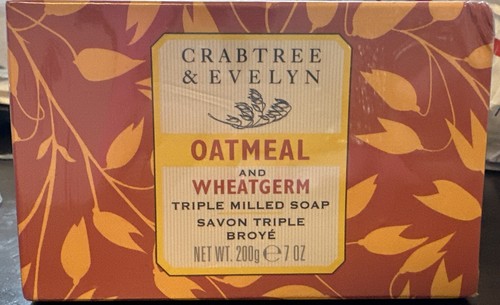 CRABTREE
& EVELYN
OATMEAL
AND
WHEATGERM
TRIPLE MILLED SOAP
SAVON TRIPLE
BROYÉ
NET WT. 200g ℮ 7 OZ